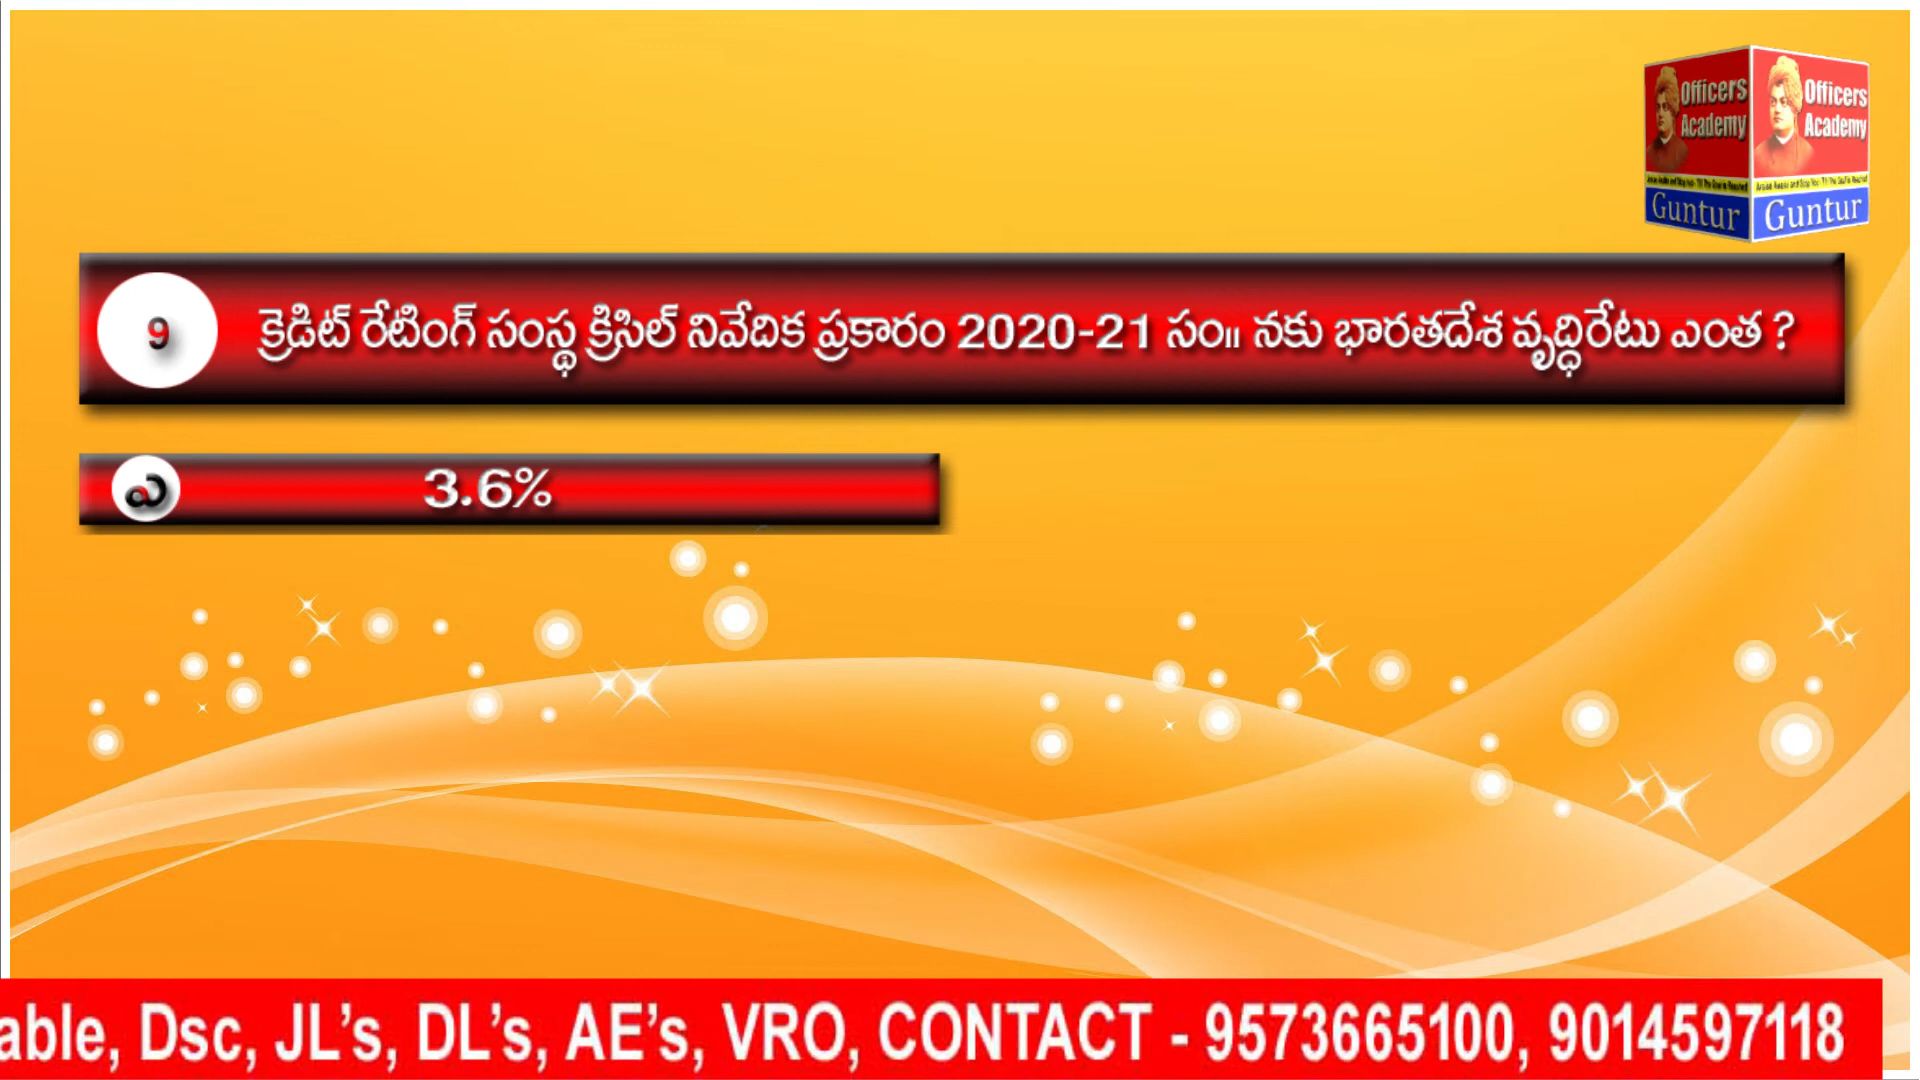 Officers
Academy
Guntur
Officers
Academy
Guntur
9 క్రెడిట్ రేటింగ్ సంస్థ క్రిసిల్ నివేదిక ప్రకారం 2020-21 సం॥ నకు భారతదేశ వృద్ధిరేటు ఎంత ?
ఎ 3.6%
able, Dsc, JL's, DL's, AE's, VRO, CONTACT - 9573665100, 9014597118